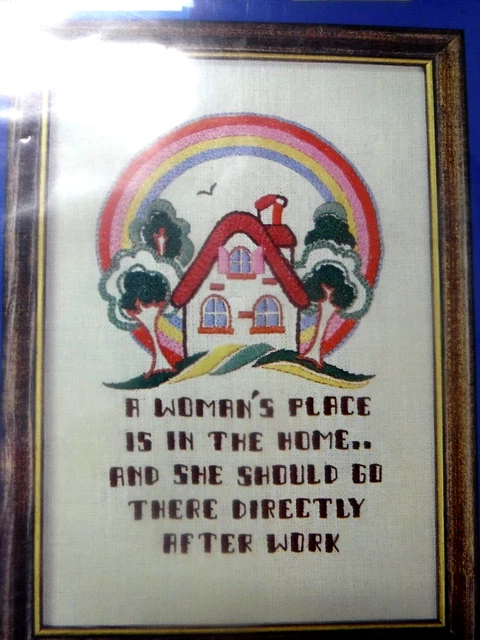 A WOMAN'S PLACE
IS IN THE HOME..
AND SHE SHOULD GO
THERE DIRECTLY
AFTER WORK